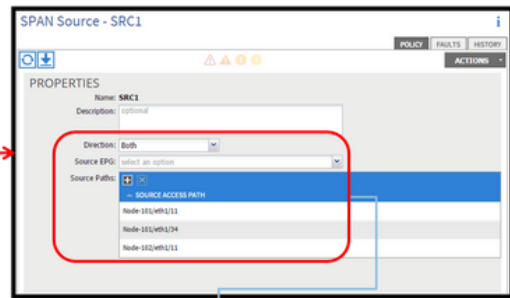 SPAN Source - SRC1
i
POLICY FAULTS HISTORY
ACTIONS
PROPERTIES
Name: SRC1
Description: optional
Direction: Both
Source EPG: select an option
Source Paths:
SOURCE ACCESS PATH
Node-101/eth1/11
Node-101/eth1/34
Node-102/eth1/11